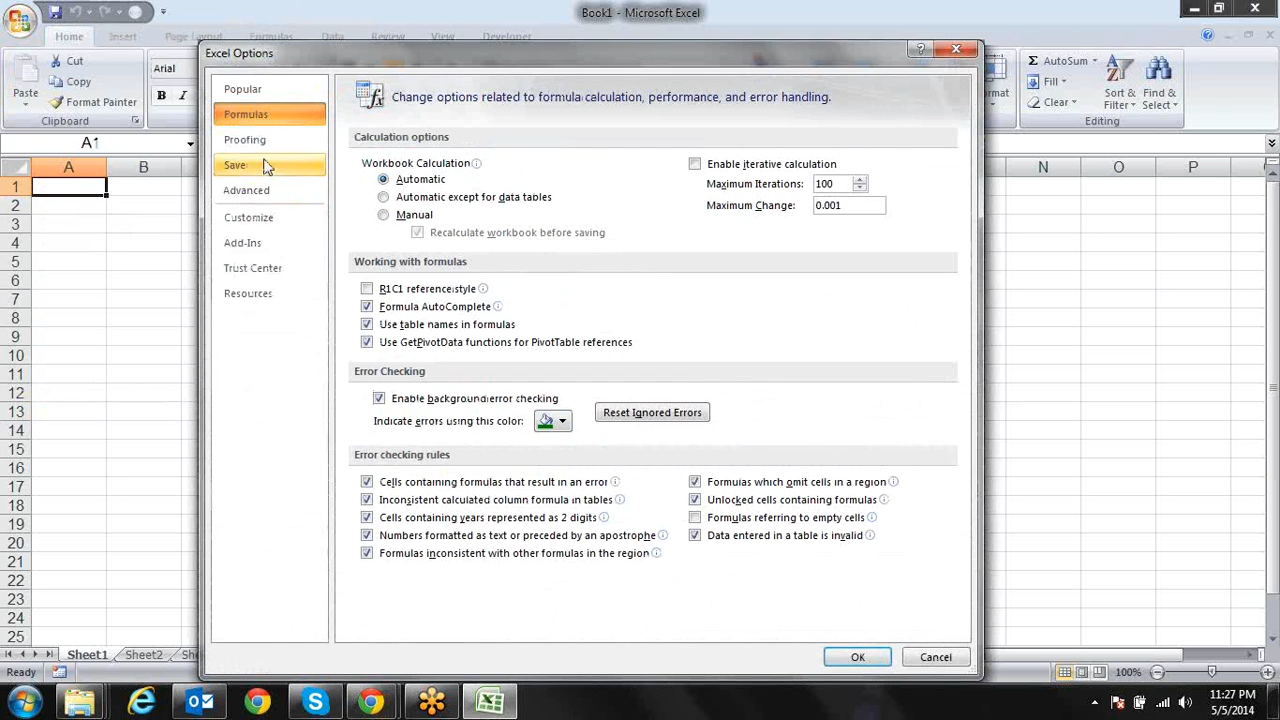 Book1 - Microsoft Excel
Home Insert Page Layout Formulas Data Review View Developer
Paste
Cut
Copy
Format Painter
Clipboard
Arial
B I
AutoSum
Fill
Clear
Sort &
Filter
Find &
Select
Editing
A1
A B N O P
1
2
3
4
5
6
7
8
9
10
11
12
13
14
15
16
17
18
19
20
21
22
23
24
25
Excel Options
Popular
Formulas
Proofing
Save
Advanced
Customize
Add-Ins
Trust Center
Resources
Change options related to formula calculation, performance, and error handling.
Calculation options
Workbook Calculation
Automatic
Automatic except for data tables
Manual
Recalculate workbook before saving
Enable iterative calculation
Maximum Iterations: 100
Maximum Change: 0.001
Working with formulas
R1C1 reference style
Formula AutoComplete
Use table names in formulas
Use GetPivotData functions for PivotTable references
Error Checking
Enable background error checking
Indicate errors using this color:
Reset Ignored Errors
Error checking rules
Cells containing formulas that result in an error
Inconsistent calculated column formula in tables
Cells containing years represented as 2 digits
Numbers formatted as text or preceded by an apostrophe
Formulas inconsistent with other formulas in the region
Formulas which omit cells in a region
Unlocked cells containing formulas
Formulas referring to empty cells
Data entered in a table is invalid
OK Cancel
Sheet1 Sheet2
Ready
100%
11:27 PM
5/5/2014